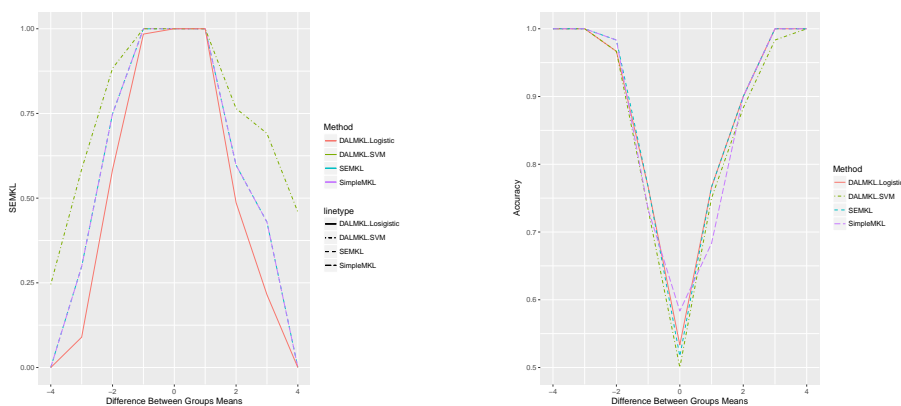 1.00
0.75
0.50
0.25
0.00
SEMKL
−4
−2
0
2
4
Difference Between Groups Means
Method
DALMKL.Logistic
DALMKL.SVM
SEMKL
SimpleMKL
linetype
DALMKL.Losigistic
DALMKL.SVM
SEMKL
SimpleMKL
1.0
0.9
0.8
0.7
0.6
0.5
Accuracy
−4
−2
0
2
4
Difference Between Groups Means
Method
DALMKL.Logistic
DALMKL.SVM
SEMKL
SimpleMKL